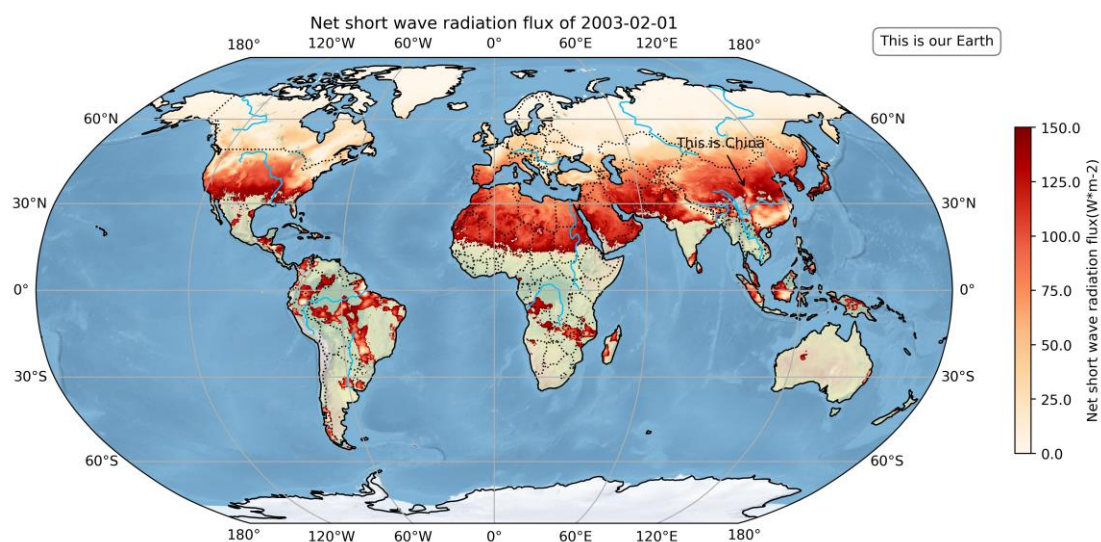 Net short wave radiation flux of 2003-02-01
This is our Earth
180° 120°W 60°W 0° 60°E 120°E 180°
60°N 60°N
This is China
30°N 30°N
0° 0°
30°S 30°S
60°S 60°S
180° 120°W 60°W 0° 60°E 120°E 180°
150.0
125.0
100.0
75.0
50.0
25.0
0.0
Net short wave radiation flux(W*m-2)